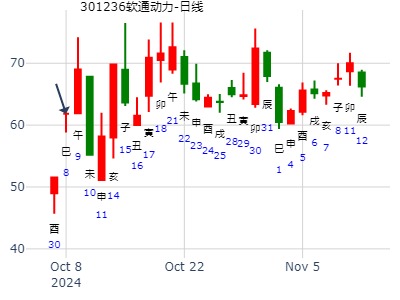 301236软通动力-日线
70
60
50
40
酉 30
巳 8
午 9
未 10
申 11
亥 14
子 15
丑 16
寅 17
卯 18
午 21
未 22
申 23
酉 24
戌 25
丑 28
寅 29
卯 30
辰 31
巳 1
午 4
酉 5
戌 6
亥 7
子 8
卯 11
辰 12
Oct 8
2024
Oct 22
Nov 5